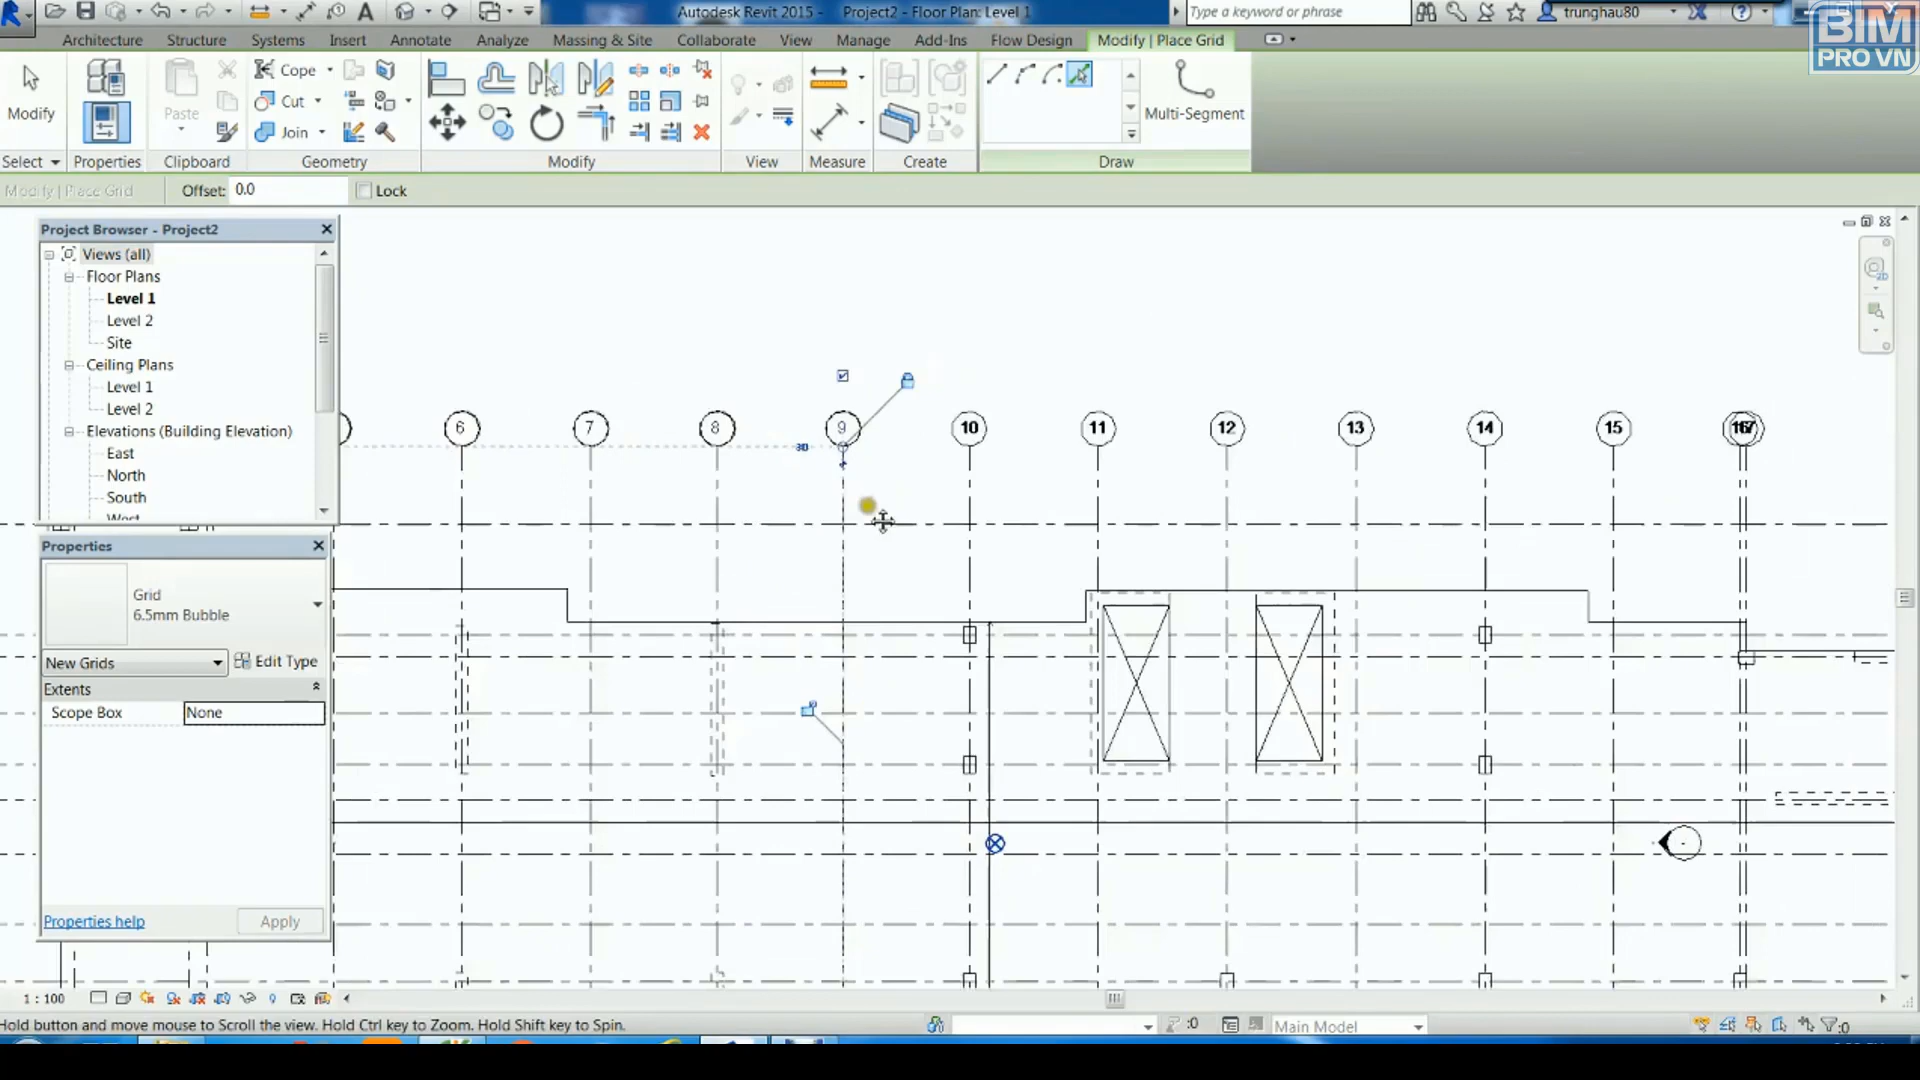 Autodesk Revit 2015 - Project2 - Floor Plan: Level 1
Type a keyword or phrase
trunghau80
BIM
PRO VN
Architecture Structure Systems Insert Annotate Analyze Massing & Site Collaborate View Manage Add-Ins Flow Design Modify | Place Grid
Modify
Paste
Cope
Cut
Join
Multi-Segment
Select Properties Clipboard Geometry Modify View Measure Create Draw
Modify | Place Grid Offset: 0.0 Lock
Project Browser - Project2
Views (all)
Floor Plans
Level 1
Level 2
Site
Ceiling Plans
Level 1
Level 2
Elevations (Building Elevation)
East
North
South
West
3D
6 7 8 9 10 11 12 13 14 15
Properties
Grid
6.5mm Bubble
New Grids Edit Type
Extents
Scope Box None
Properties help Apply
1 : 100
Hold button and move mouse to Scroll the view. Hold Ctrl key to Zoom. Hold Shift key to Spin.
:0 Main Model :0